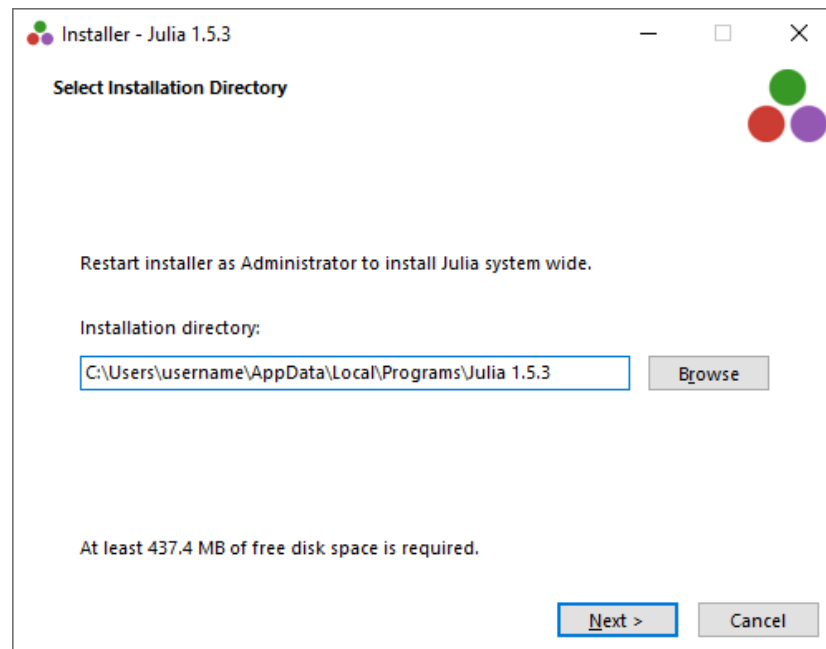 Installer - Julia 1.5.3
Select Installation Directory
Restart installer as Administrator to install Julia system wide.
Installation directory:
C:\Users\username\AppData\Local\Programs\Julia 1.5.3
Browse
At least 437.4 MB of free disk space is required.
Next >
Cancel